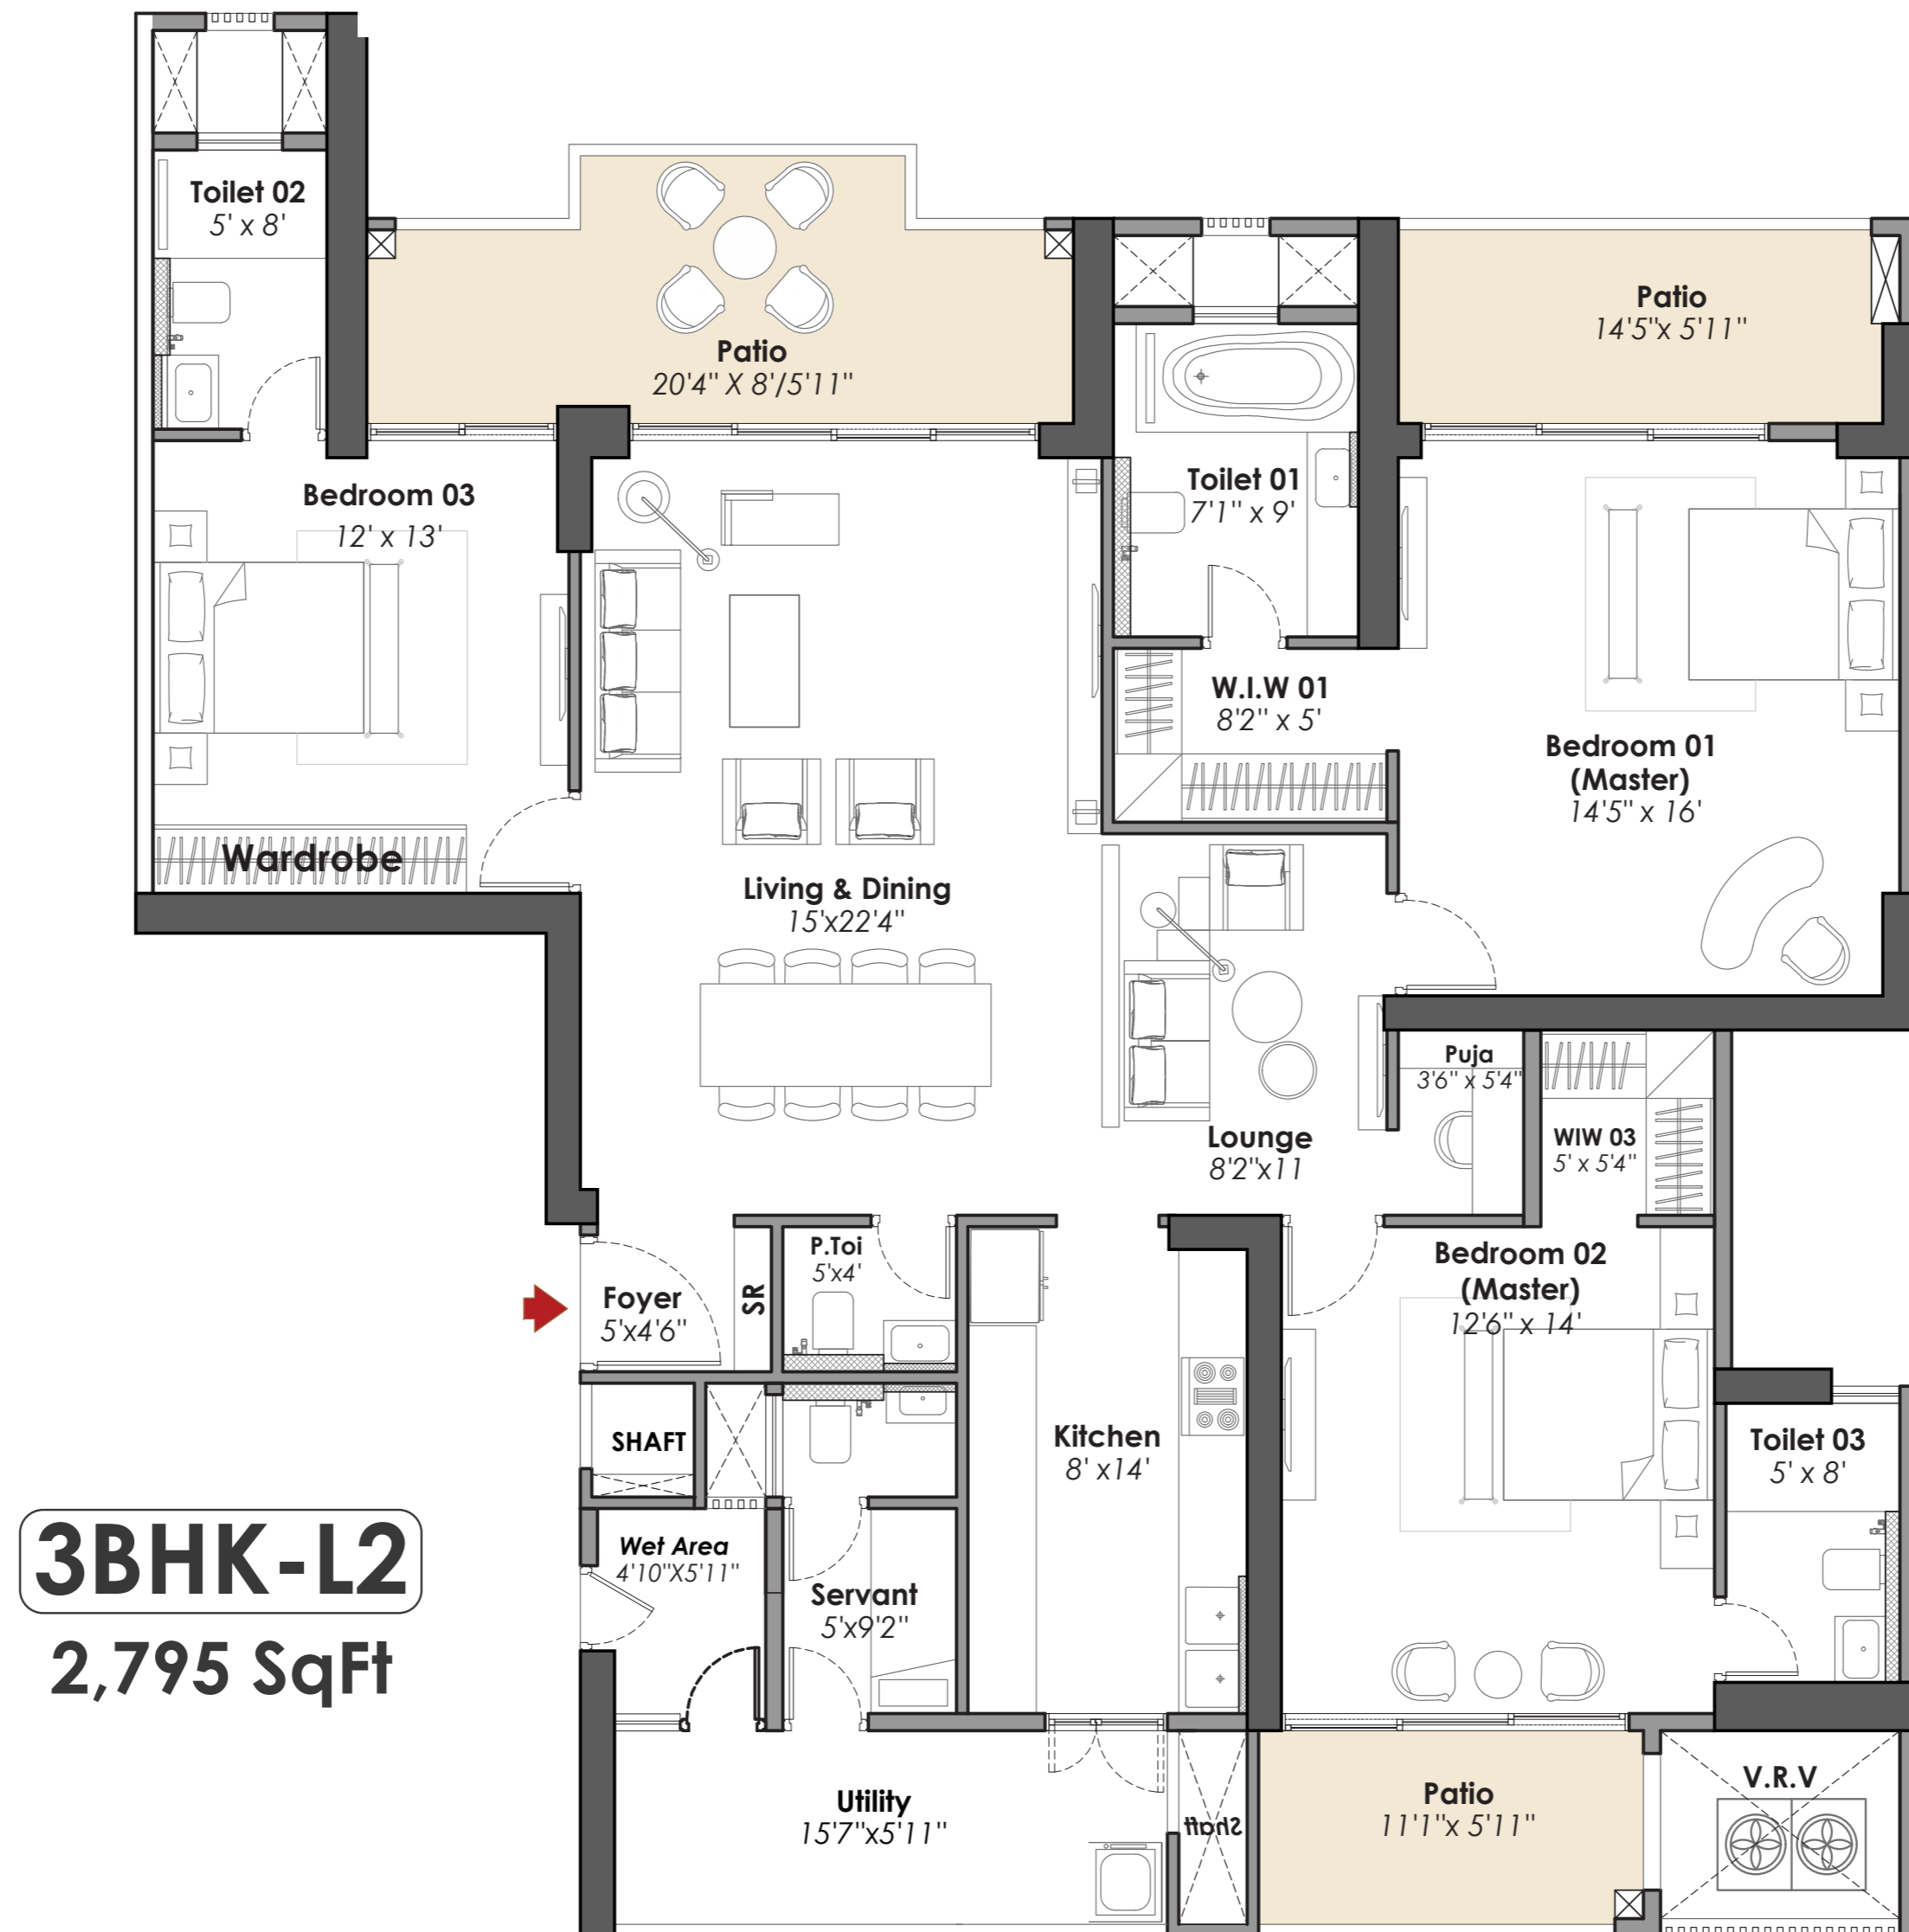 Toilet 02
5' x 8'
Patio
20'4" X 8'/5'11"
Patio
14'5"x 5'11"
Bedroom 03
12' x 13'
Toilet 01
7'1" x 9'
W.I.W 01
8'2" x 5'
Bedroom 01
(Master)
14'5" x 16'
Wardrobe
Living & Dining
15'x22'4"
Puja
3'6" x 5'4"
Lounge
8'2"x11
WIW 03
5' x 5'4"
Foyer
5'x4'6"
SR
P.Toi
5'x4'
Bedroom 02
(Master)
12'6" x 14'
SHAFT
Kitchen
8' x14'
Toilet 03
5' x 8'
3BHK-L2
2,795 SqFt
Wet Area
4'10"X5'11"
Servant
5'x9'2"
Utility
15'7"x5'11"
Shaft
Patio
11'1"x 5'11"
V.R.V